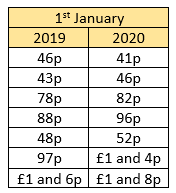 1st January
2019 2020
46p 41p
43p 46p
78p 82p
88p 96p
48p 52p
97p £1 and 4p
£1 and 6p £1 and 8p